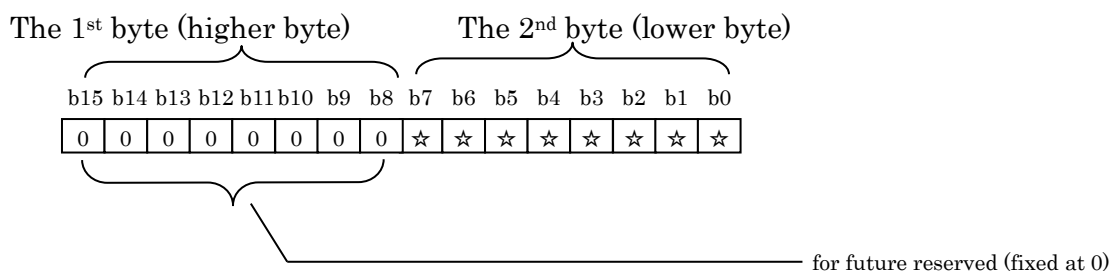 The 1st byte (higher byte) The 2nd byte (lower byte)
b15 b14 b13 b12 b11 b10 b9 b8 b7 b6 b5 b4 b3 b2 b1 b0
0 0 0 0 0 0 0 0 ☆ ☆ ☆ ☆ ☆ ☆ ☆ ☆
for future reserved (fixed at 0)